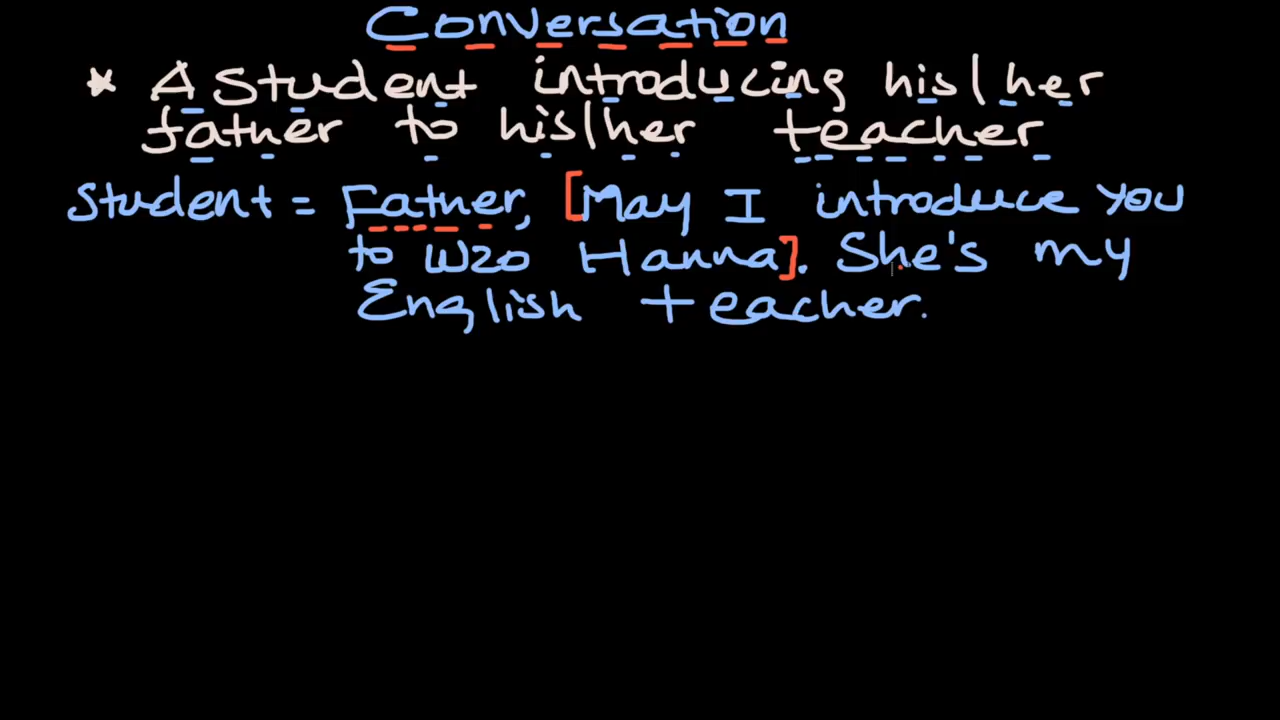 Conversation
* A student introducing his/her
father to his/her teacher
Student = Father, [May I introduce you
to W20 Hanna]. She's my
English teacher.